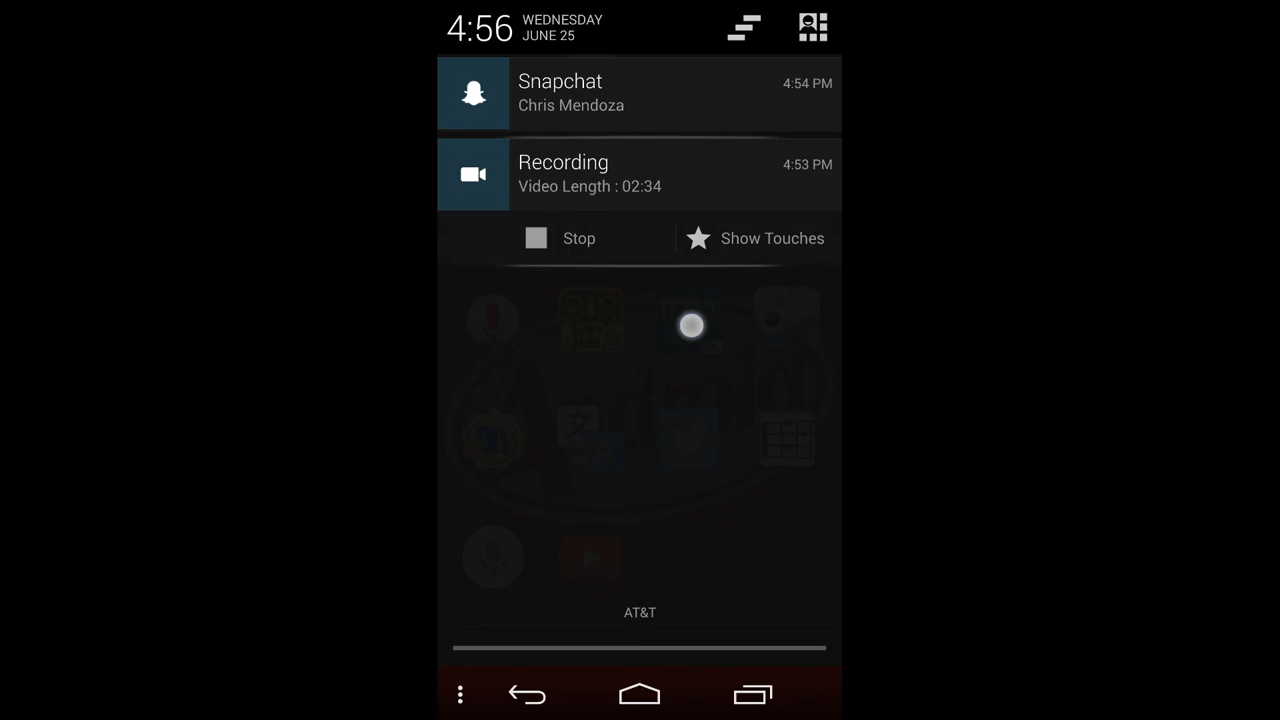 4:56
WEDNESDAY
JUNE 25
Snapchat
4:54 PM
Chris Mendoza
Recording
4:53 PM
Video Length : 02:34
Stop
Show Touches
文
A
AT&T